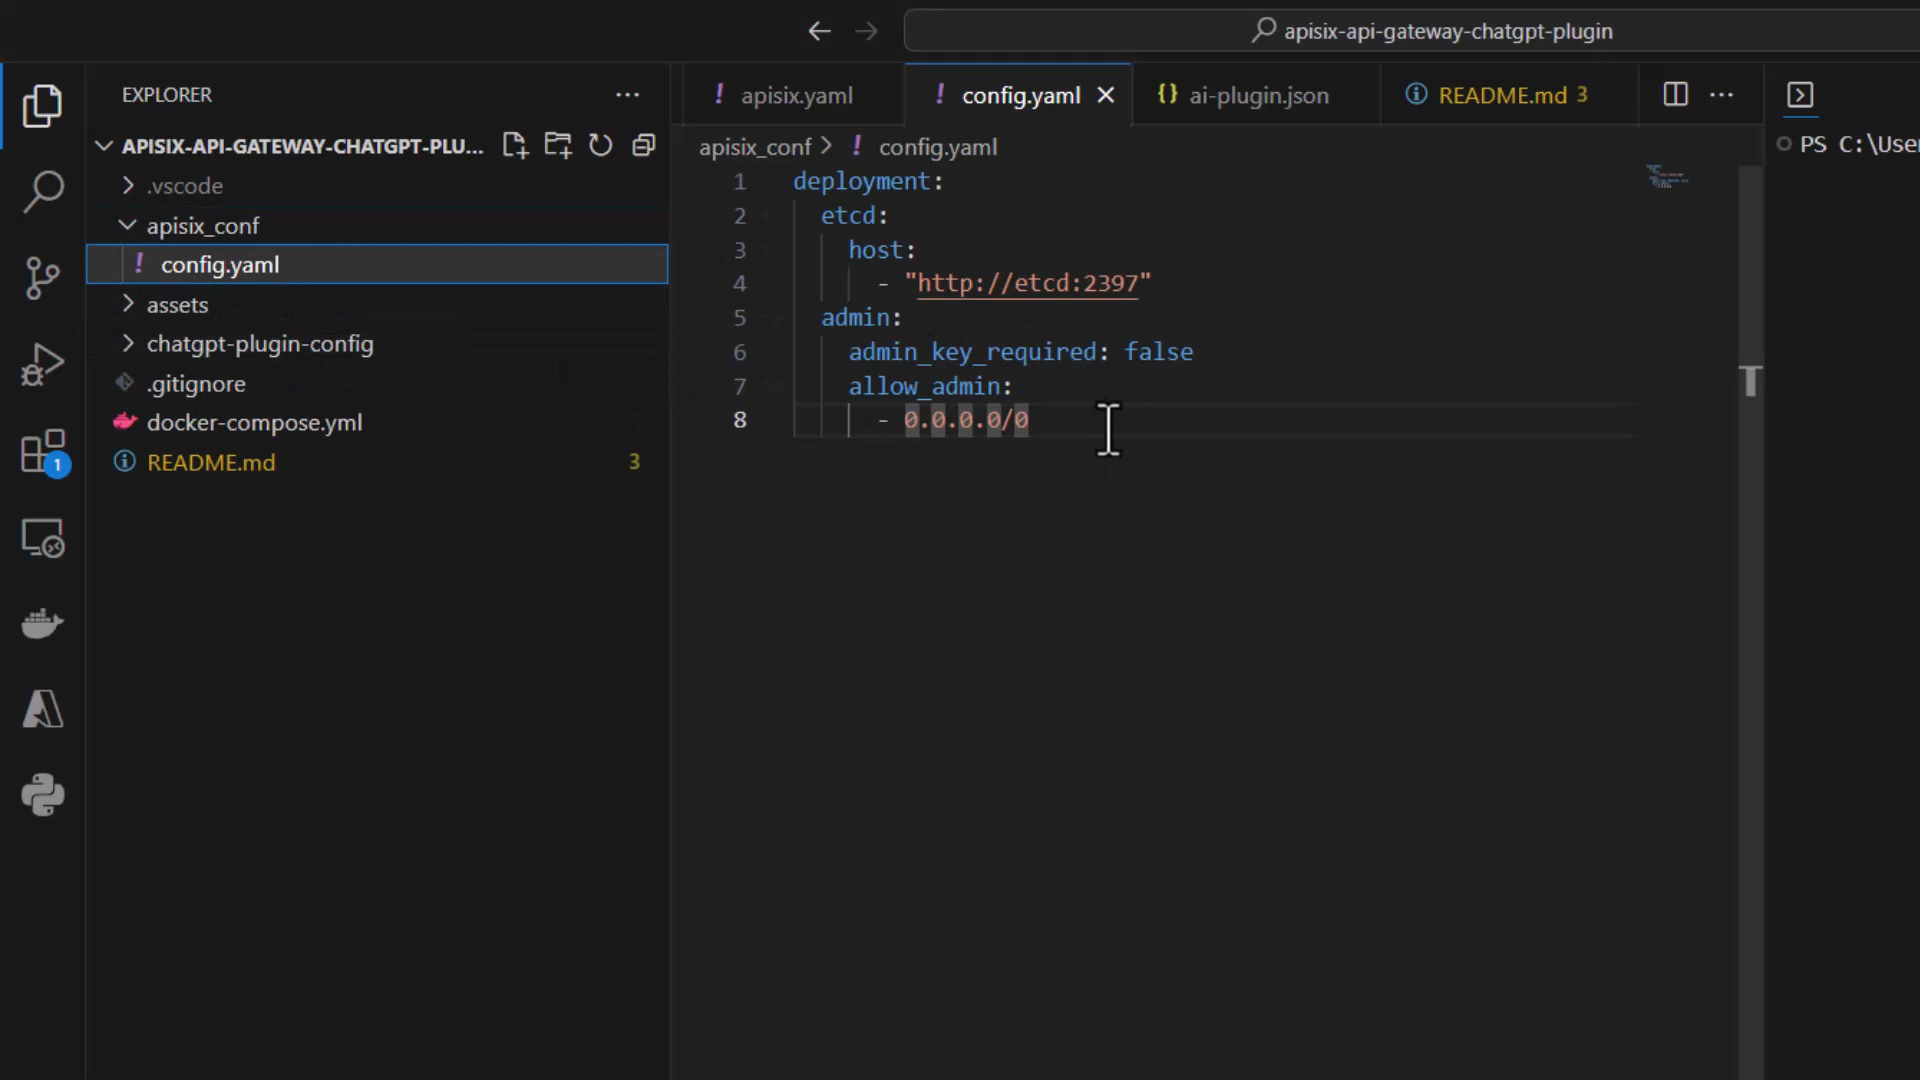 apisix-api-gateway-chatgpt-plugin
EXPLORER
APISIX-API-GATEWAY-CHATGPT-PLU...
.vscode
apisix_conf
! config.yaml
assets
chatgpt-plugin-config
.gitignore
docker-compose.yml
README.md 3
1
! apisix.yaml
! config.yaml
{} ai-plugin.json
README.md 3
apisix_conf > ! config.yaml
1 deployment:
2 etcd:
3 host:
4 - "http://etcd:2397"
5 admin:
6 admin_key_required: false
7 allow_admin:
8 - 0.0.0.0/0
PS C:\User